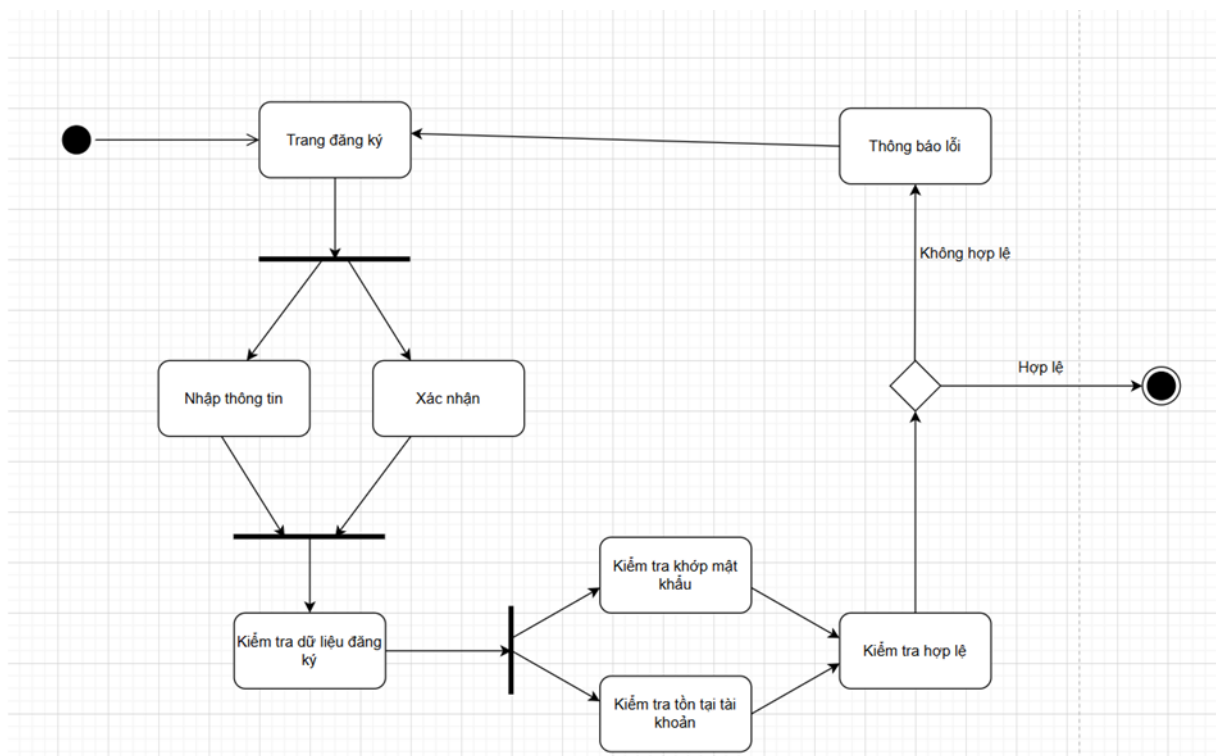 Trang đăng ký
Thông báo lỗi
Không hợp lệ
Hợp lệ
Nhập thông tin
Xác nhận
Kiểm tra khớp mật
khẩu
Kiểm tra dữ liệu đăng
ký
Kiểm tra hợp lệ
Kiểm tra tồn tại tài
khoản